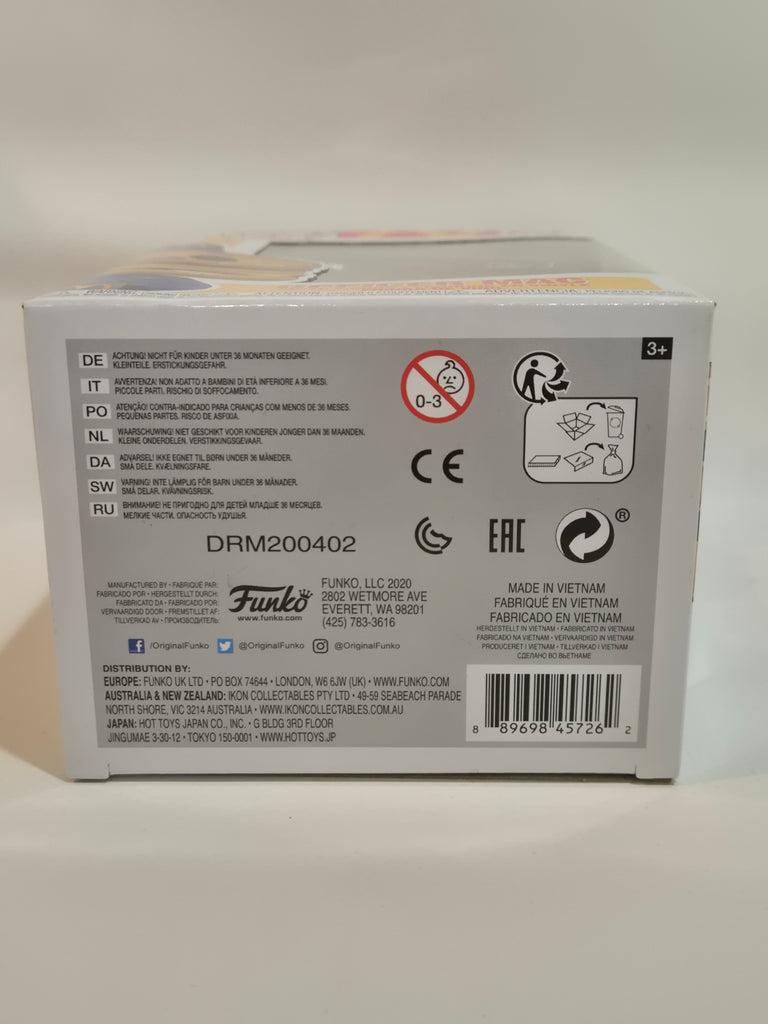 MAC
3+
DE ACHTUNG! NICHT FÜR KINDER UNTER 36 MONATEN GEEIGNET.
KLEINTEILE. ERSTICKUNGSGEFAHR.
IT AVVERTENZA: NON ADATTO A BAMBINI DI ETÀ INFERIORE A 36 MESI.
PICCOLE PARTI. RISCHIO DI SOFFOCAMENTO.
PO ATENÇÃO! CONTRA-INDICADO PARA CRIANÇAS COM MENOS DE 36 MESES.
PEQUENAS PARTES. RISCO DE ASFIXIA.
NL WAARSCHUWING! NIET GESCHIKT VOOR KINDEREN JONGER DAN 36 MAANDEN.
KLEINE ONDERDELEN. VERSTIKKINGSGEVAAR.
DA ADVARSEL! IKKE EGNET TIL BØRN UNDER 36 MÅNEDER.
SMÅ DELE. KVÆLNINGSFARE.
SW VARNING! INTE LÄMPLIG FÖR BARN UNDER 36 MÅNADER.
SMÅ DELAR. KVÄVNINGSRISK.
RU ВНИМАНИЕ! НЕ ПРИГОДНО ДЛЯ ДЕТЕЙ МЛАДШЕ 36 МЕСЯЦЕВ.
МЕЛКИЕ ЧАСТИ. ОПАСНОСТЬ УДУШЬЯ.
0-3
CE
DRM200402
EAC
®
MANUFACTURED BY • FABRIQUÉ PAR:
FABRICADO POR • HERGESTELLT DURCH:
FABBRICATO DA • FABRICADO POR:
VERVAARDIGD DOOR • FREMSTILLET AF:
TILLVERKAD AV • ПРОИЗВОДИТЕЛЬ:
Funko
www.funko.com
FUNKO, LLC 2020
2802 WETMORE AVE
EVERETT, WA 98201
(425) 783-3616
MADE IN VIETNAM
FABRIQUÉ EN VIETNAM
FABRICADO EN VIETNAM
HERGESTELLT IN VIETNAM • FABBRICATO IN VIETNAM
FABRICADO NA VIETNAM • VERVAARDIGD IN VIETNAM
PRODUCERET I VIETNAM • TILLVERKAD I VIETNAM
СДЕЛАНО ВО ВЬЕТНАМЕ
f /OriginalFunko @OriginalFunko @OriginalFunko
DISTRIBUTION BY:
EUROPE: FUNKO UK LTD • PO BOX 74644 • LONDON, W6 6JW (UK) • WWW.FUNKO.COM
AUSTRALIA & NEW ZEALAND: IKON COLLECTABLES PTY LTD • 49-59 SEABEACH PARADE
NORTH SHORE, VIC 3214 AUSTRALIA • WWW.IKONCOLLECTABLES.COM.AU
JAPAN: HOT TOYS JAPAN CO., INC. • G BLDG 3RD FLOOR
JINGUMAE 3-30-12 • TOKYO 150-0001 • WWW.HOTTOYS.JP
8 89698 45726 2